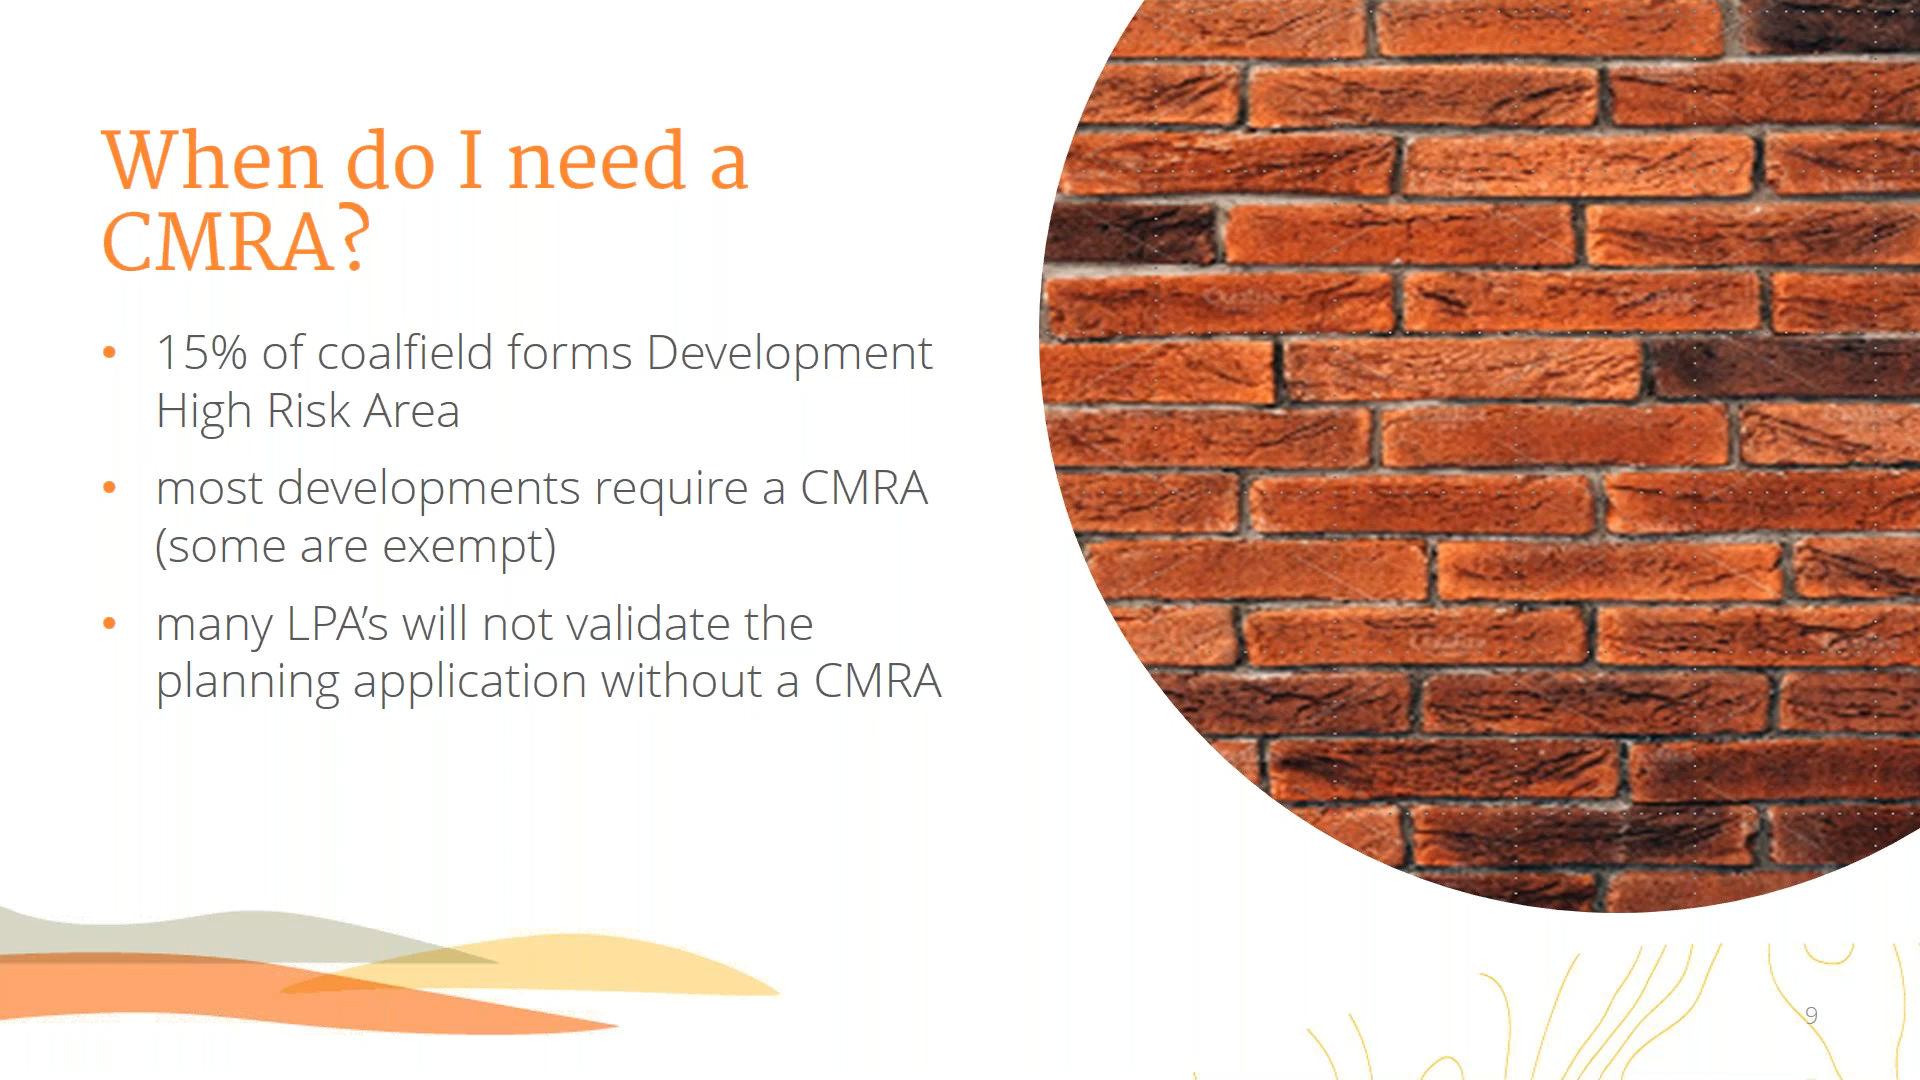 When do I need a
CMRA?
• 15% of coalfield forms Development
High Risk Area
• most developments require a CMRA
(some are exempt)
• many LPA’s will not validate the
planning application without a CMRA
9